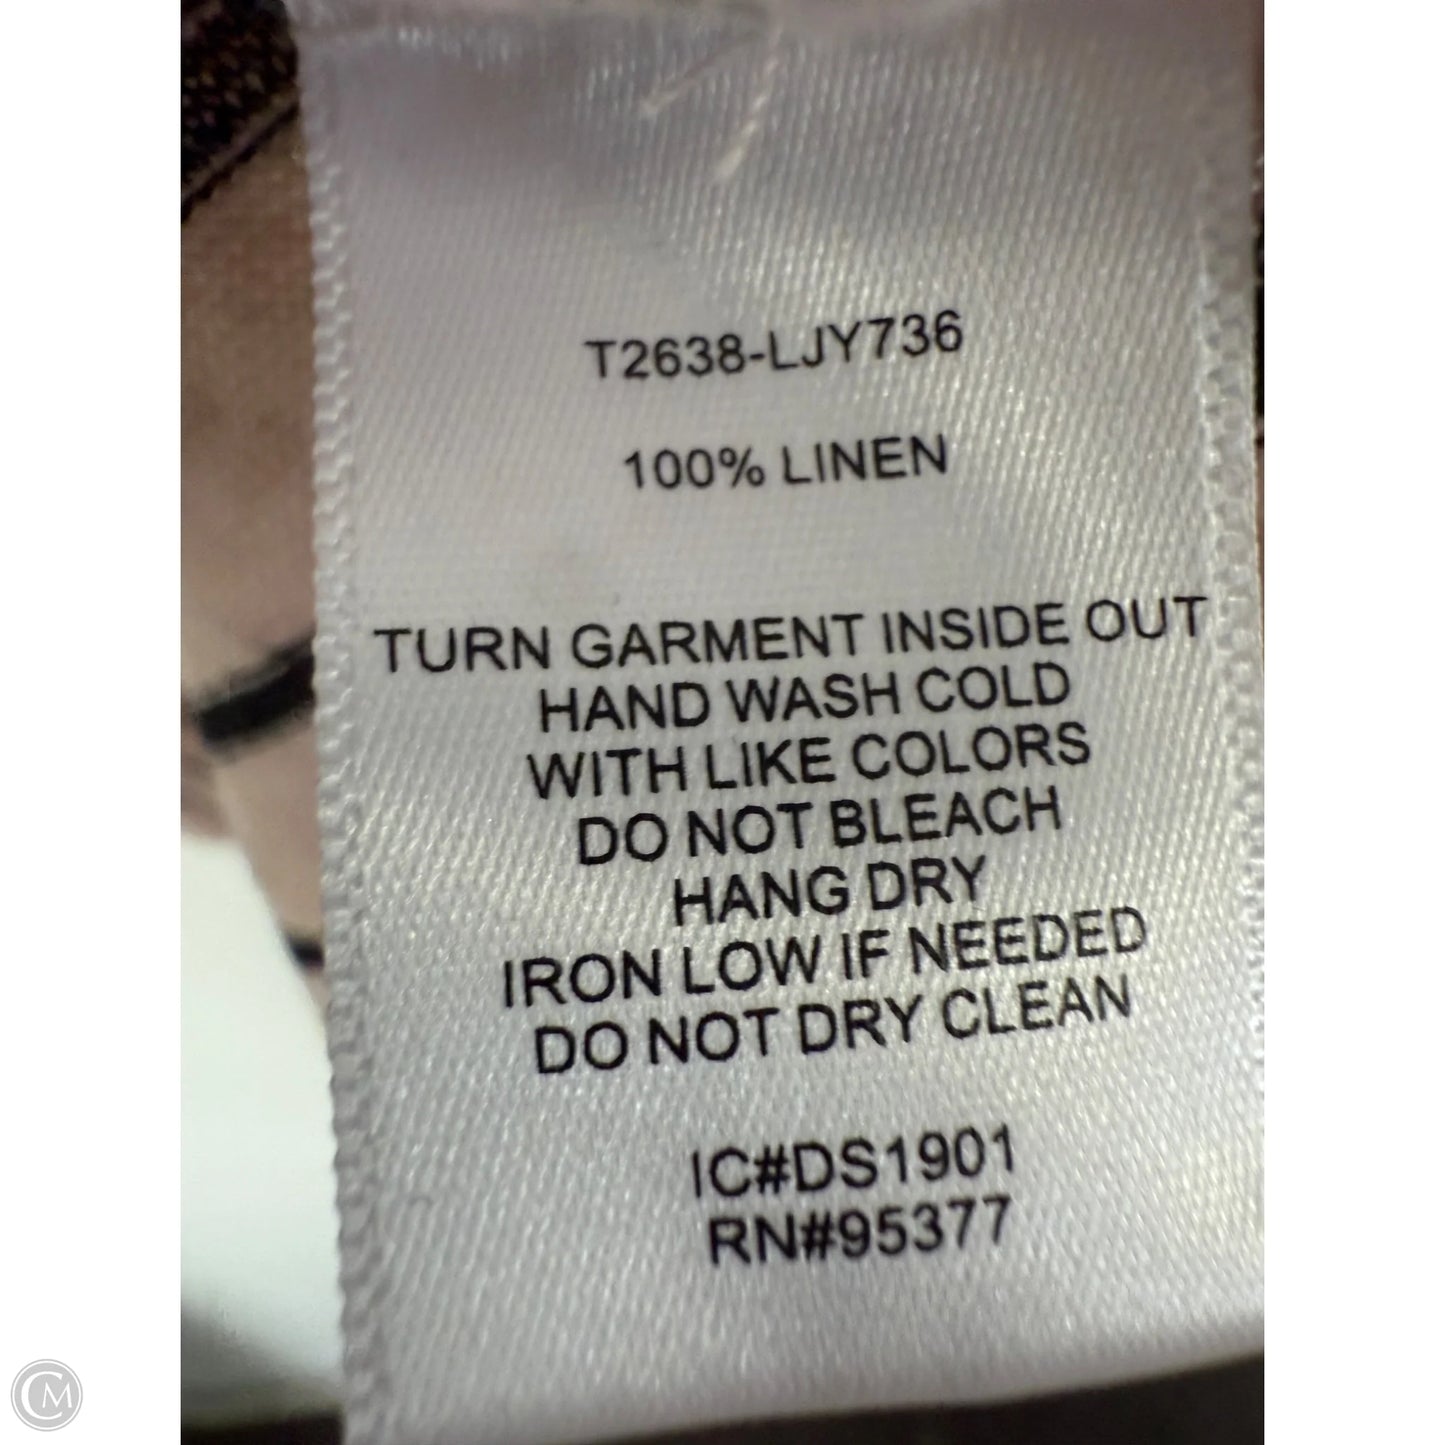 T2638-LJY736
100% LINEN
TURN GARMENT INSIDE OUT
HAND WASH COLD
WITH LIKE COLORS
DO NOT BLEACH
HANG DRY
IRON LOW IF NEEDED
DO NOT DRY CLEAN
IC#DS1901
RN#95377
CM